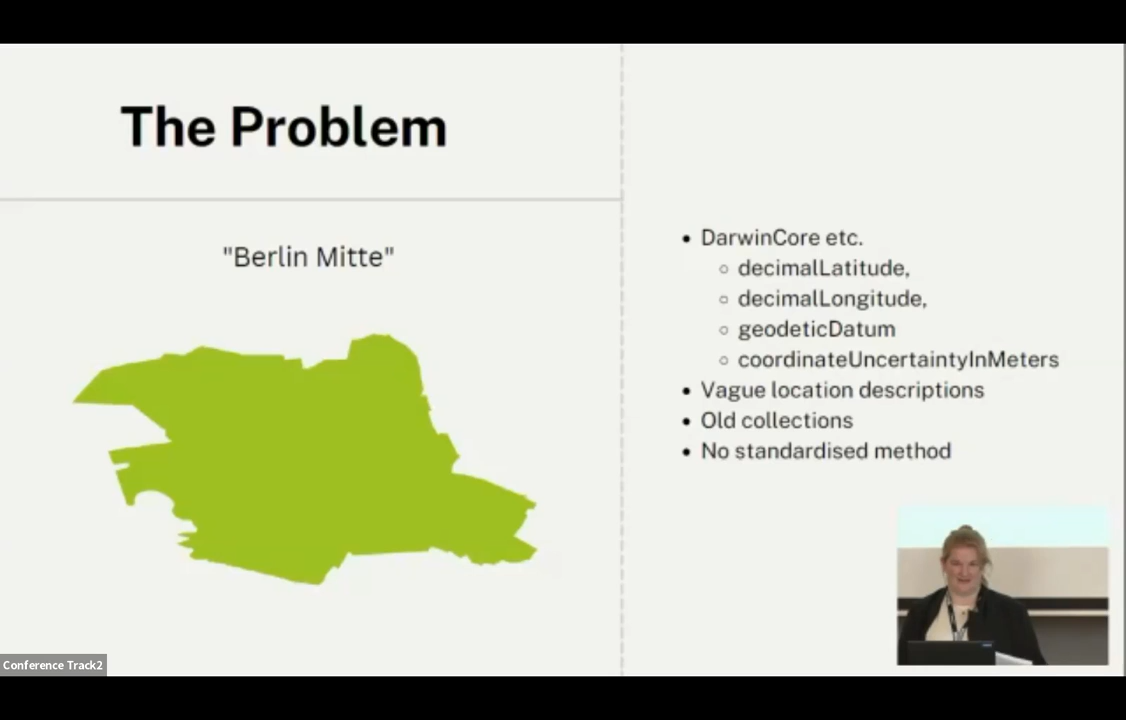 The Problem
"Berlin Mitte"
• DarwinCore etc.
○ decimalLatitude,
○ decimalLongitude,
○ geodeticDatum
○ coordinateUncertaintyInMeters
• Vague location descriptions
• Old collections
• No standardised method
Conference Track2